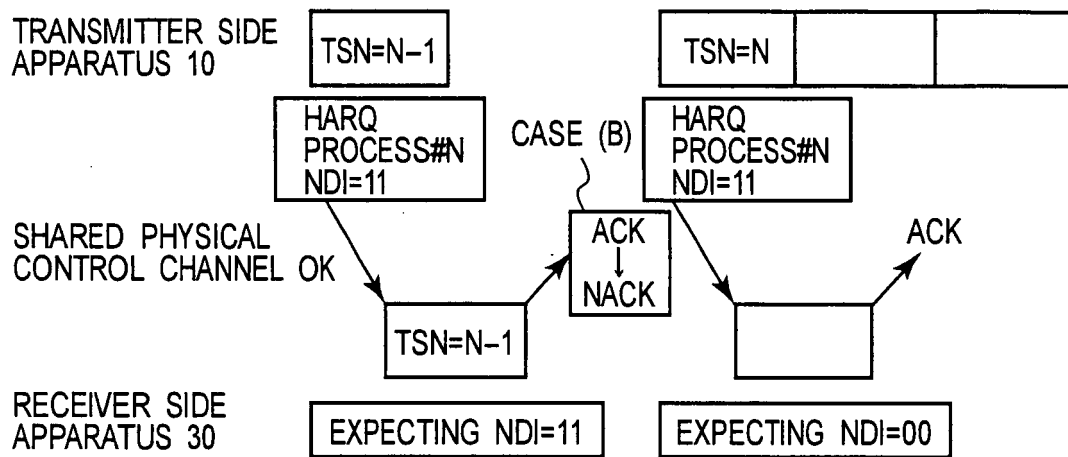 TRANSMITTER SIDE
APPARATUS 10
TSN=N-1
TSN=N
HARQ
PROCESS#N
NDI=11
CASE (B)
HARQ
PROCESS#N
NDI=11
SHARED PHYSICAL
CONTROL CHANNEL OK
ACK
NACK
ACK
TSN=N-1
RECEIVER SIDE
APPARATUS 30
EXPECTING NDI=11
EXPECTING NDI=00